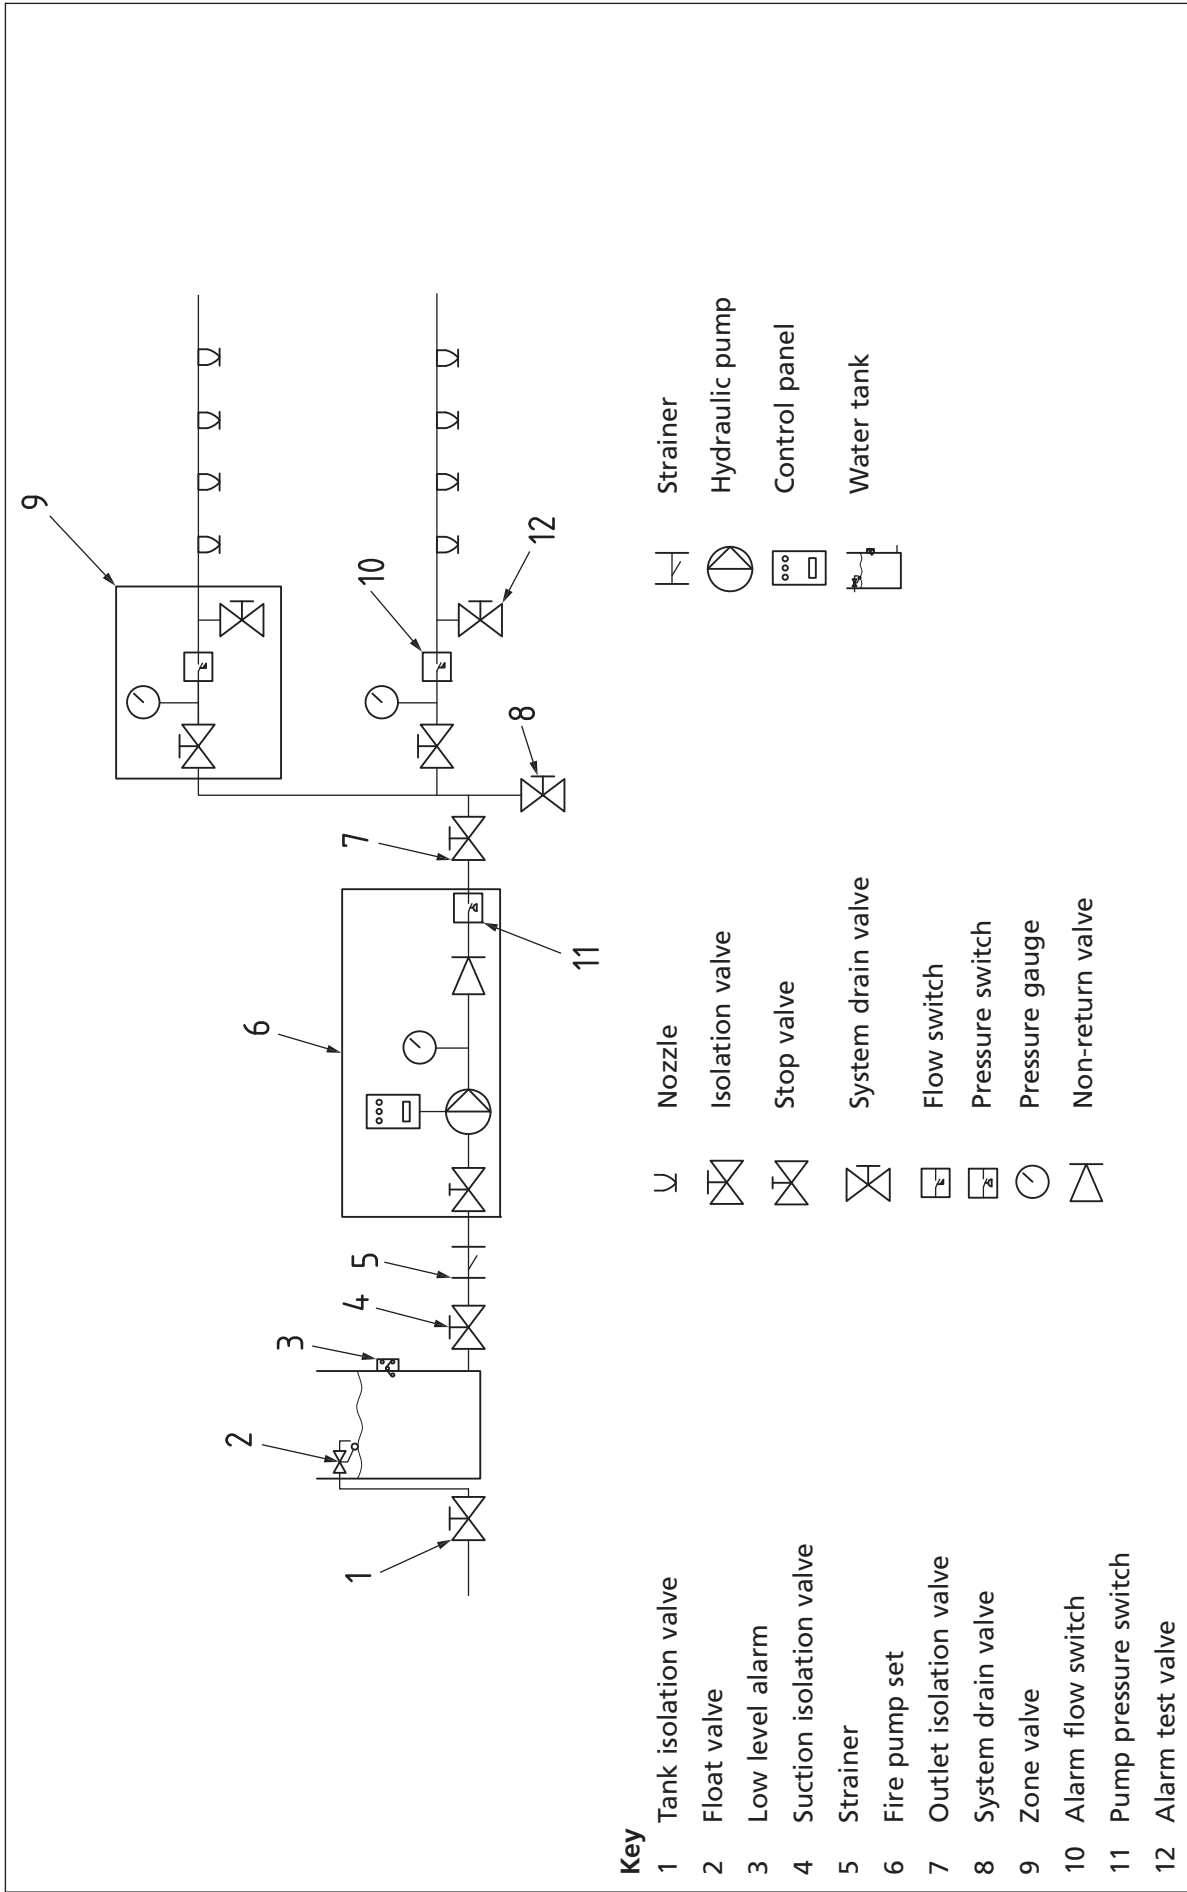 9
10
12
8
7
11
6
5
4
3
2
1
Key
1 Tank isolation valve
2 Float valve
3 Low level alarm
4 Suction isolation valve
5 Strainer
6 Fire pump set
7 Outlet isolation valve
8 System drain valve
9 Zone valve
10 Alarm flow switch
11 Pump pressure switch
12 Alarm test valve
Nozzle
Isolation valve
Stop valve
System drain valve
Flow switch
Pressure switch
Pressure gauge
Non-return valve
Strainer
Hydraulic pump
Control panel
Water tank